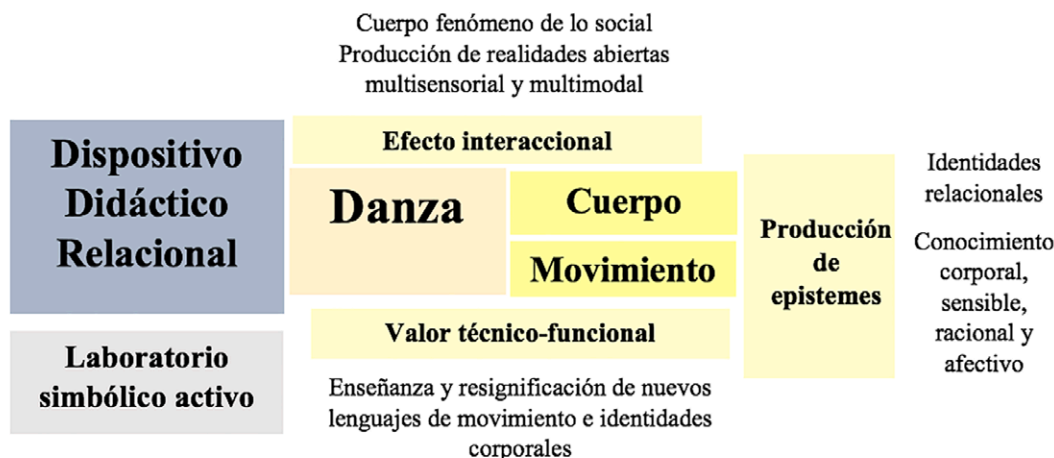 Cuerpo fenómeno de lo social
Producción de realidades abiertas
multisensorial y multimodal
Dispositivo
Didáctico
Relacional
Laboratorio
simbólico activo
Efecto interaccional
Danza
Cuerpo
Movimiento
Valor técnico-funcional
Enseñanza y resignificación de nuevos
lenguajes de movimiento e identidades
corporales
Producción
de
epistemes
Identidades
relacionales
Conocimiento
corporal,
sensible,
racional y
afectivo